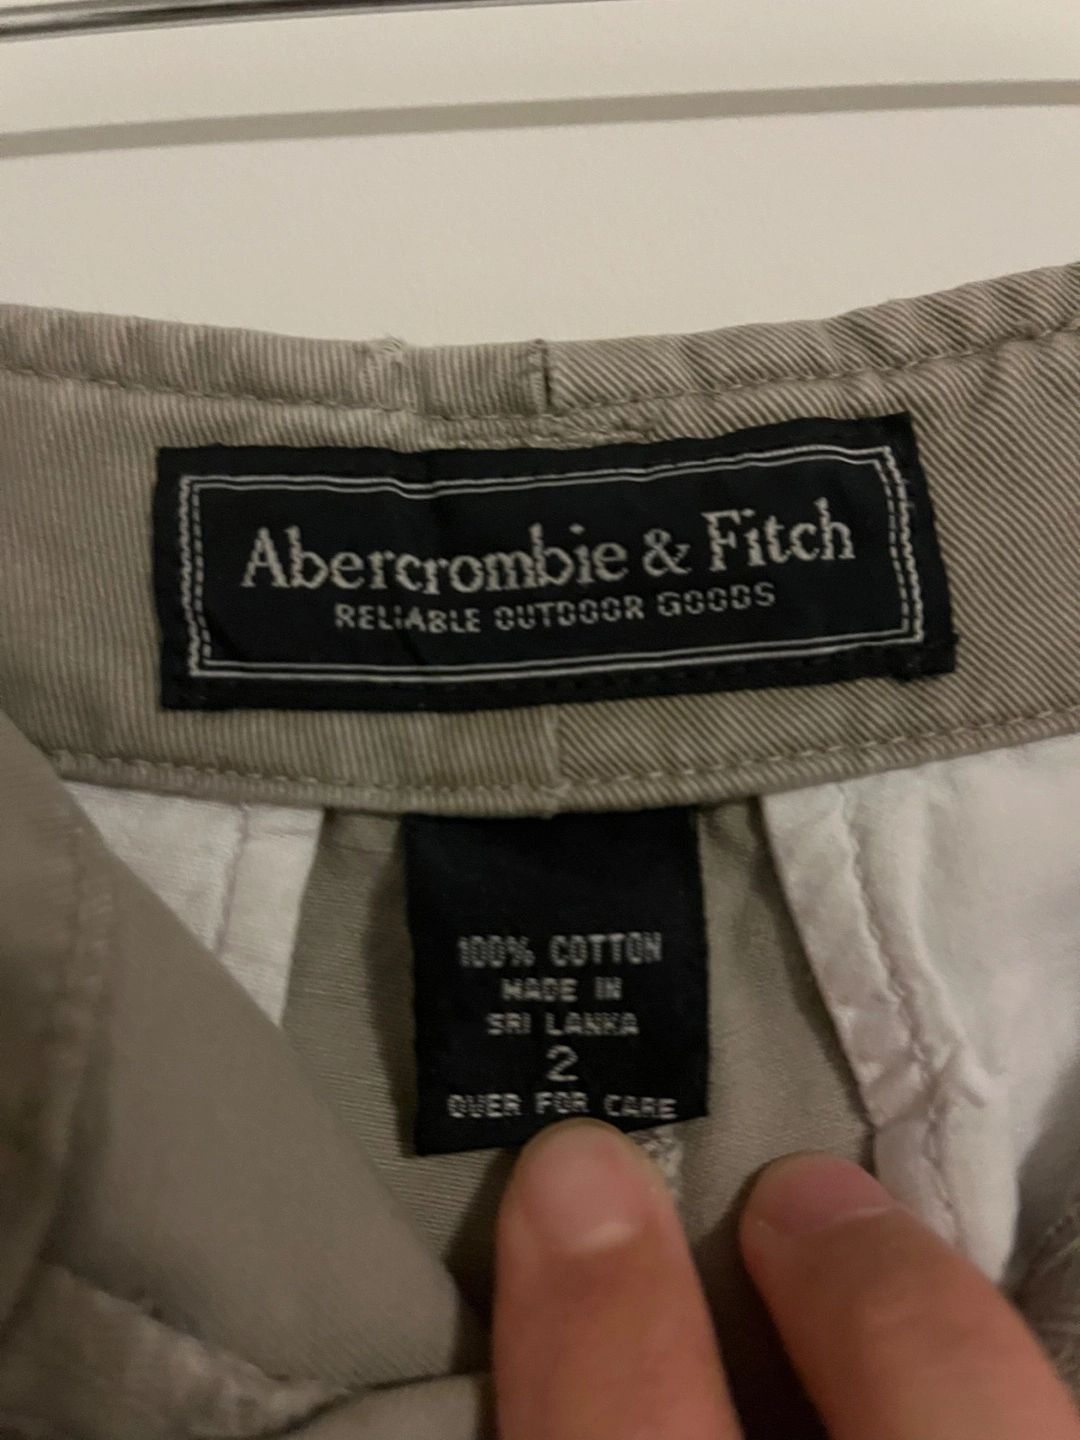 Abercrombie & Fitch
RELIABLE OUTDOOR GOODS
100% COTTON
MADE IN
SRI LANKA
2
OVER FOR CARE